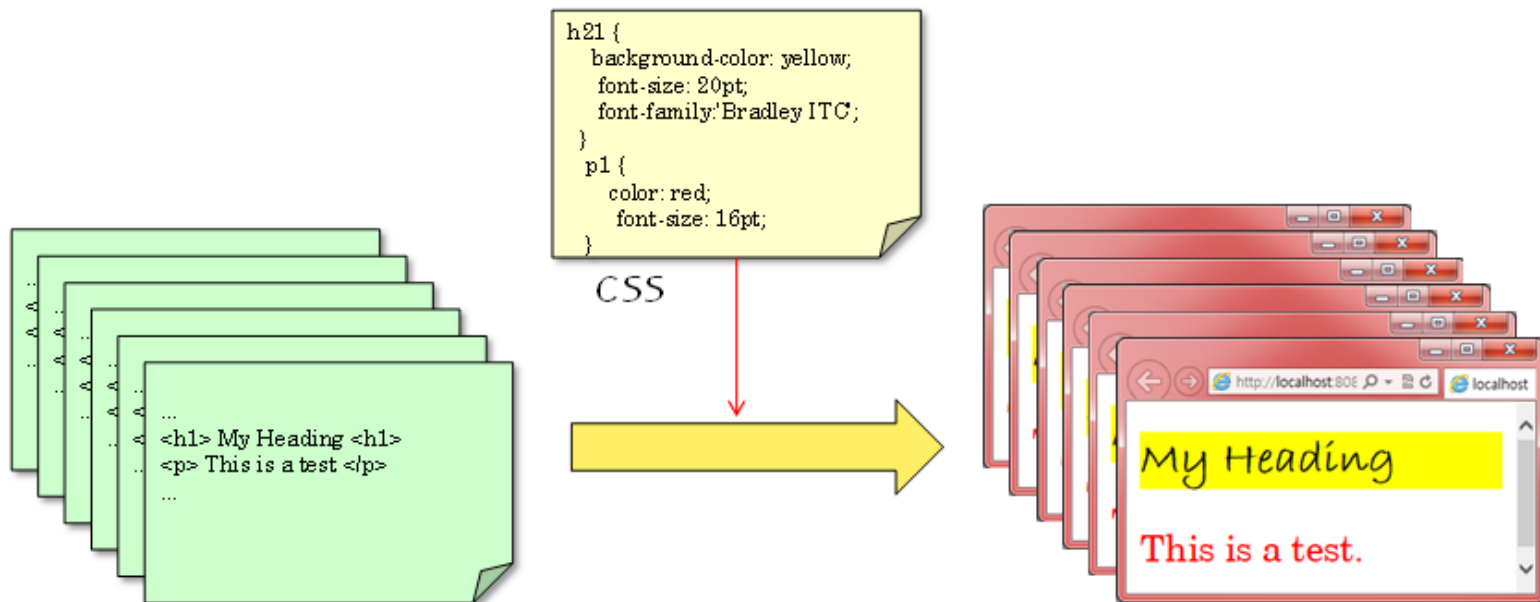 h21 {
background-color: yellow;
font-size: 20pt;
font-family:'Bradley ITC';
}
p1 {
color: red;
font-size: 16pt;
}
CSS
...
<h1> My Heading <h1>
<p> This is a test </p>
...
http://localhost:808
localhost
My Heading
This is a test.